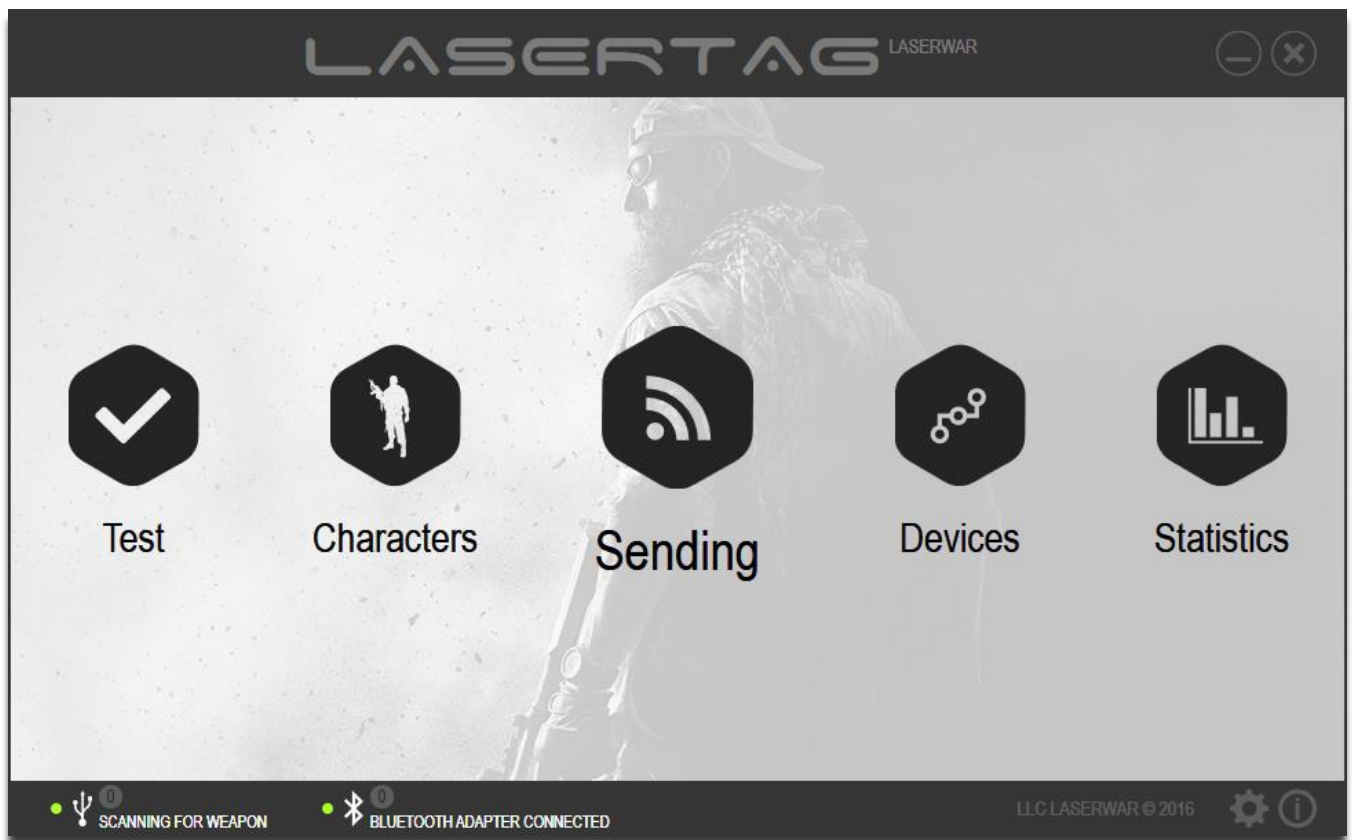 LASERTAG LASERWAR
Test
Characters
Sending
Devices
Statistics
0
SCANNING FOR WEAPON
0
BLUETOOTH ADAPTER CONNECTED
LLC LASERWAR © 2016